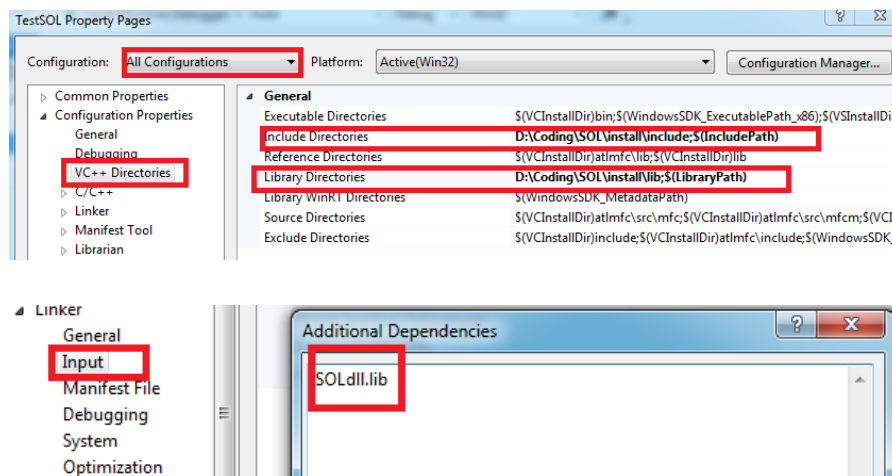 TestSOL Property Pages
Configuration: All Configurations Platform: Active(Win32) Configuration Manager...
Common Properties
Configuration Properties
General
Debugging
VC++ Directories
C/C++
Linker
Manifest Tool
Librarian
General
Executable Directories $(VCInstallDir)bin;$(WindowsSDK_ExecutablePath_x86);$(VSInstallDi
Include Directories D:\Coding\SOL\install\include;$(IncludePath)
Reference Directories $(VCInstallDir)atlmfc\lib;$(VCInstallDir)lib
Library Directories D:\Coding\SOL\install\lib;$(LibraryPath)
Library WinRT Directories $(WindowsSDK_MetadataPath)
Source Directories $(VCInstallDir)atlmfc\src\mfc;$(VCInstallDir)atlmfc\src\mfcm;$(VCI
Exclude Directories $(VCInstallDir)include;$(VCInstallDir)atlmfc\include;$(WindowsSDK_
Linker
General
Input
Manifest File
Debugging
System
Optimization
Additional Dependencies
SOLdll.lib